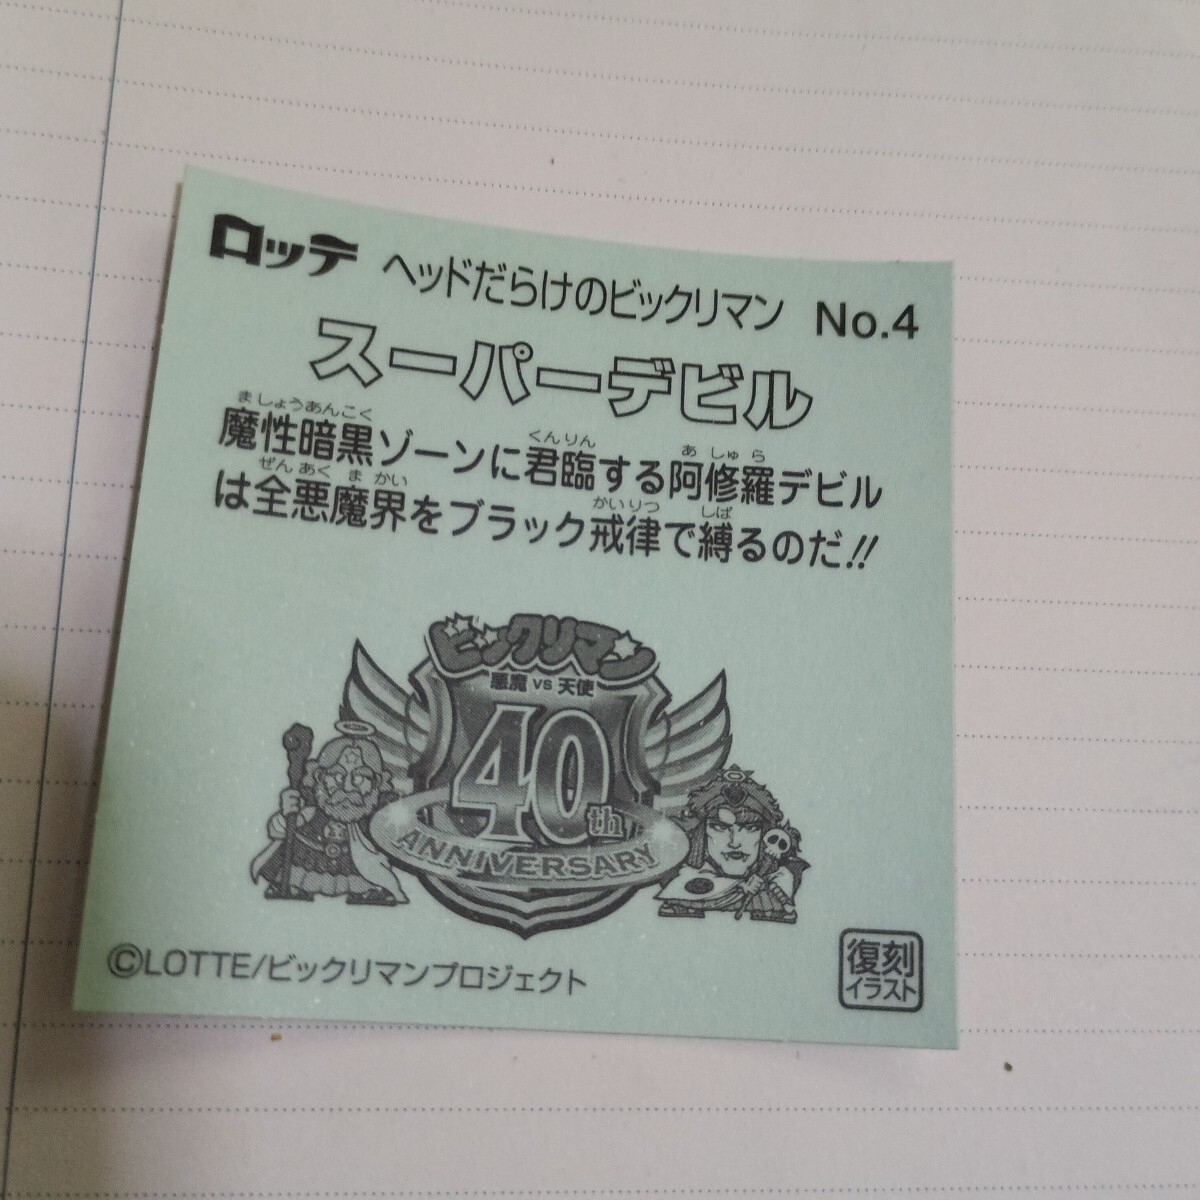 ロッテ ヘッドだらけのビックリマン No.4
スーパーデビル
ましょうあんこく くんりん あしゅら
魔性暗黒ゾーンに君臨する阿修羅デビル
ぜんあくまかい かいりつ しば
は全悪魔界をブラック戒律で縛るのだ!!
ビックリマン
悪魔 vs 天使
40th
ANNIVERSARY
©LOTTE/ビックリマンプロジェクト
復刻
イラスト